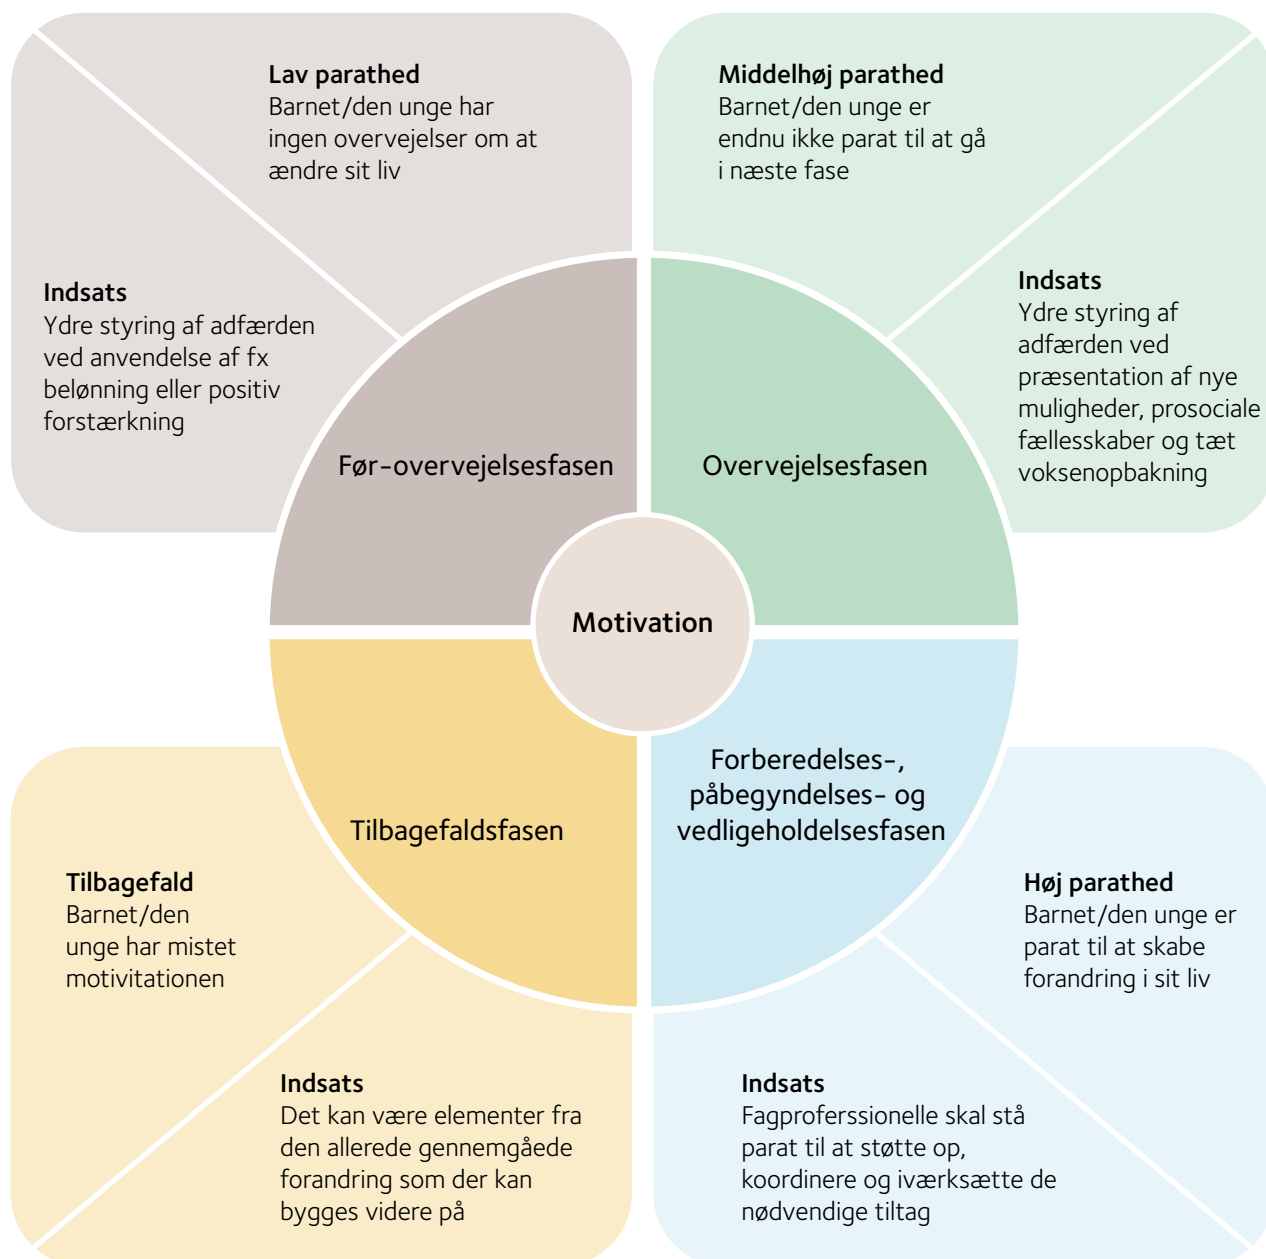 Lav parathed
Barnet/den unge har
ingen overvejelser om at
ændre sit liv
Indsats
Ydre styring af adfærden
ved anvendelse af fx
belønning eller positiv
forstærkning
Før-overvejelsesfasen
Middelhøj parathed
Barnet/den unge er
endnu ikke parat til at gå
i næste fase
Indsats
Ydre styring af
adfærden ved
præsentation af nye
muligheder, prosociale
fællesskaber og tæt
voksenopbakning
Overvejelsesfasen
Motivation
Tilbagefaldsfasen
Tilbagefald
Barnet/den
unge har mistet
motivitationen
Indsats
Det kan være elementer fra
den allerede gennemgåede
forandring som der kan
bygges videre på
Forberedelses-,
påbegyndelses- og
vedligeholdelsesfasen
Høj parathed
Barnet/den unge er
parat til at skabe
forandring i sit liv
Indsats
Fagproferssionelle skal stå
parat til at støtte op,
koordinere og iværksætte de
nødvendige tiltag